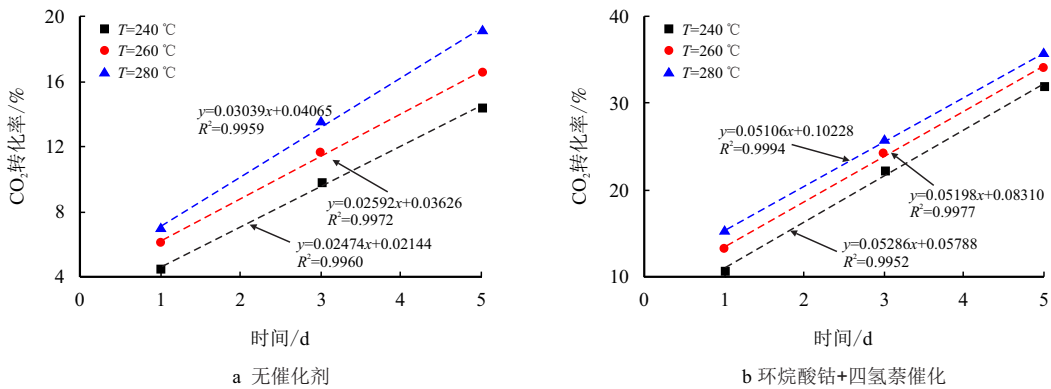 20
16
12
8
4
CO₂转化率/%
T=240 ℃
T=260 ℃
T=280 ℃
y=0.03039x+0.04065
R²=0.9959
y=0.02592x+0.03626
R²=0.9972
y=0.02474x+0.02144
R²=0.9960
0 1 2 3 4 5
时间/d
a 无催化剂
40
30
20
10
CO₂转化率/%
T=240 ℃
T=260 ℃
T=280 ℃
y=0.05106x+0.10228
R²=0.9994
y=0.05198x+0.08310
R²=0.9977
y=0.05286x+0.05788
R²=0.9952
0 1 2 3 4 5
时间/d
b 环烷酸钴+四氢萘催化